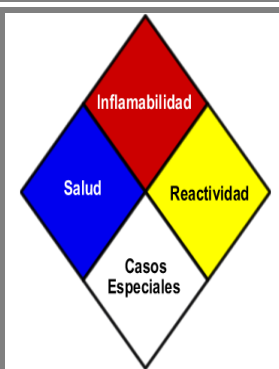 Inflamabilidad
Salud
Reactividad
Casos
Especiales